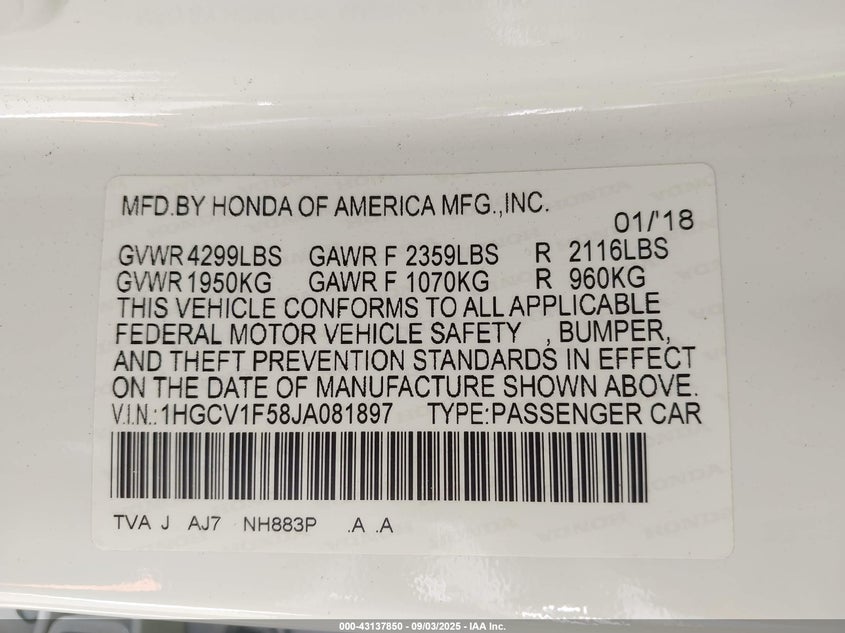 MFD.BY HONDA OF AMERICA MFG.,INC.
01/'18
GVWR 4299LBS GAWR F 2359LBS R 2116LBS
GVWR 1950KG GAWR F 1070KG R 960KG
THIS VEHICLE CONFORMS TO ALL APPLICABLE
FEDERAL MOTOR VEHICLE SAFETY , BUMPER,
AND THEFT PREVENTION STANDARDS IN EFFECT
ON THE DATE OF MANUFACTURE SHOWN ABOVE.
V.I.N.:1HGCV1F58JA081897 TYPE:PASSENGER CAR
TVA J AJ7 NH883P .A .A
000-43137850 - 09/03/2025 - IAA Inc.